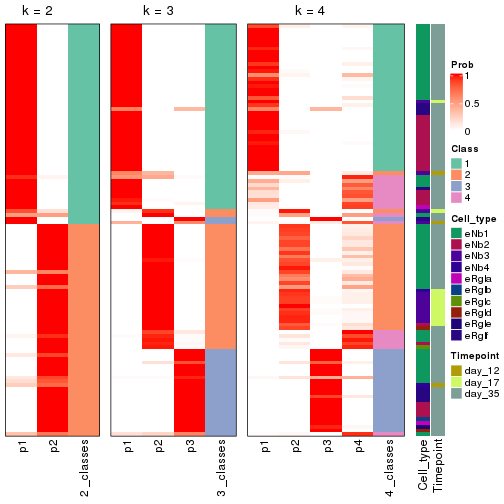 k = 2
k = 3
k = 4
p1
p2
2_classes
p1
p2
p3
3_classes
p1
p2
p3
p4
4_classes
Cell_type
Timepoint
Prob
1
0.5
0
Class
1
2
3
4
Cell_type
eNb1
eNb2
eNb3
eNb4
eRgla
eRglb
eRglc
eRgld
eRgle
eRglf
Timepoint
day_12
day_17
day_35